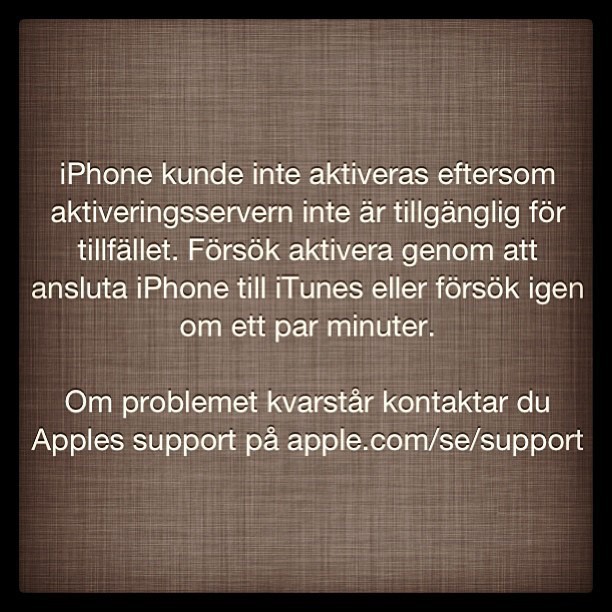 iPhone kunde inte aktiveras eftersom
aktiveringsservern inte är tillgänglig för
tillfället. Försök aktivera genom att
ansluta iPhone till iTunes eller försök igen
om ett par minuter.
Om problemet kvarstår kontaktar du
Apples support på apple.com/se/support